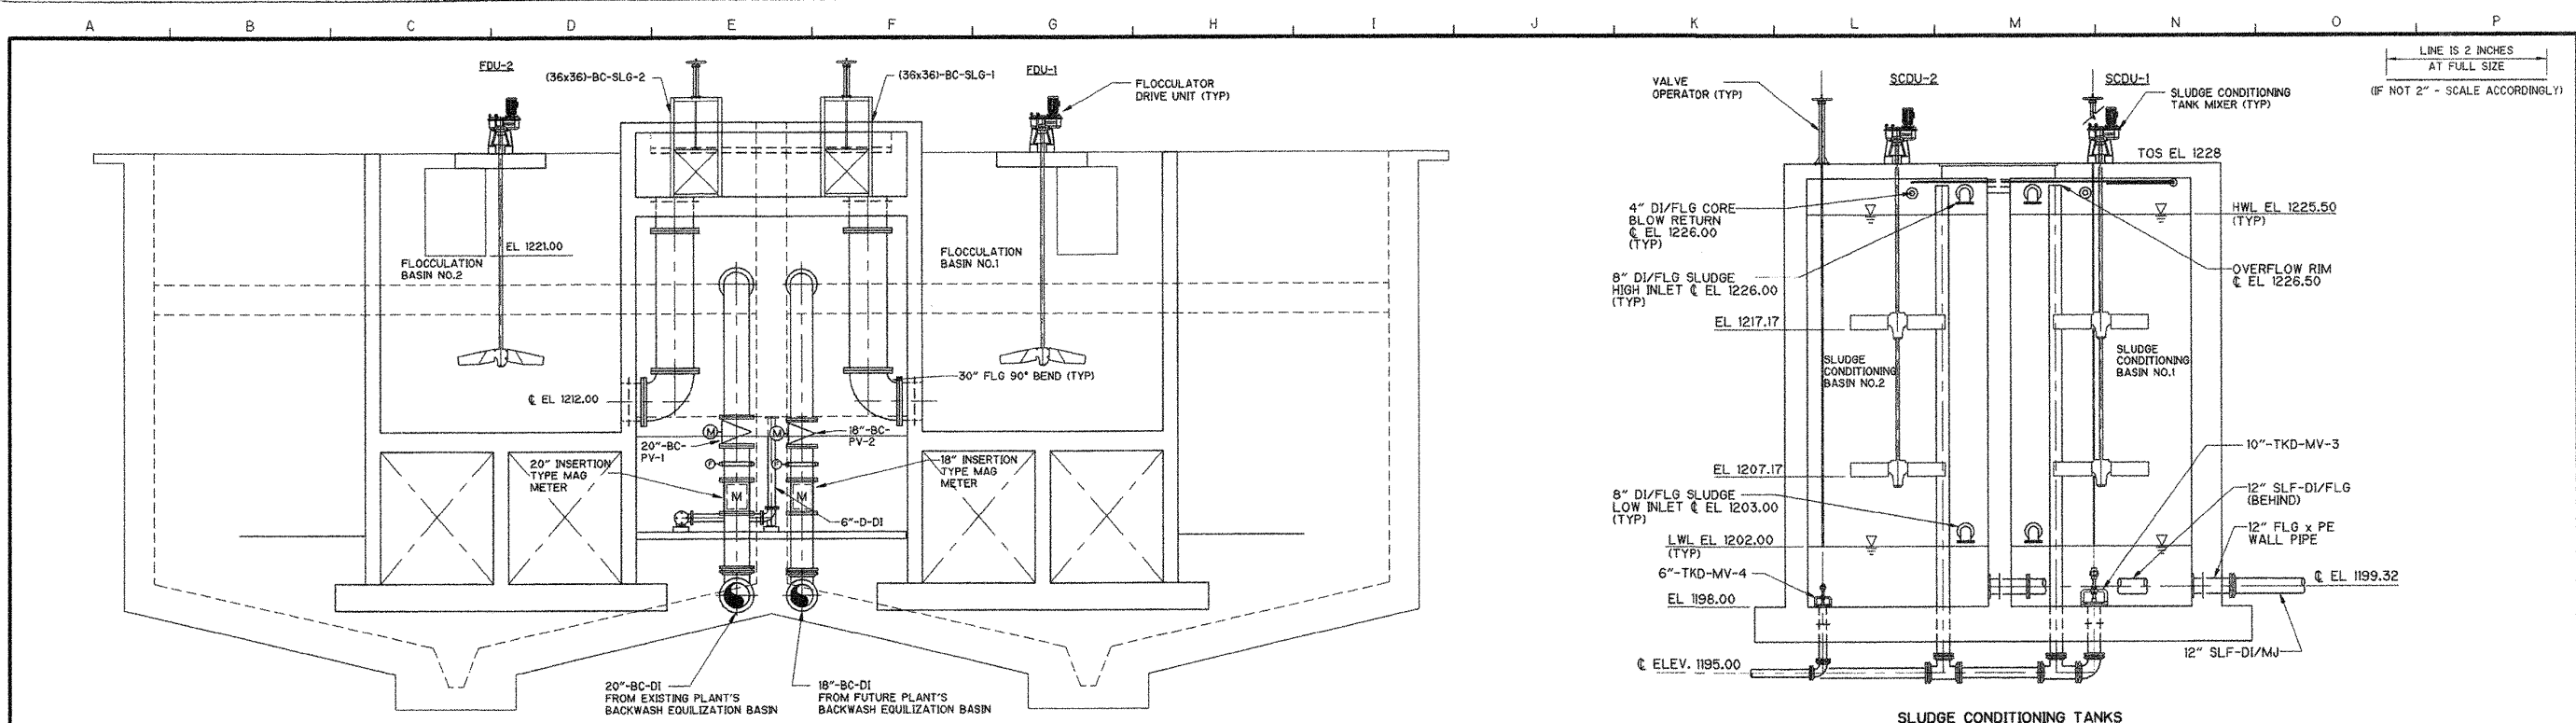 A B C D E F G H I J K L M N O P
LINE IS 2 INCHES
AT FULL SIZE
(IF NOT 2" - SCALE ACCORDINGLY)
FDU-2
(36x36)-BC-SLG-2
(36x36)-BC-SLG-1
FDU-1
FLOCCULATOR
DRIVE UNIT (TYP)
EL 1221.00
FLOCCULATION
BASIN NO.2
FLOCCULATION
BASIN NO.1
30" FLG 90° BEND (TYP)
℄ EL 1212.00
M
M
20"-BC-
PV-1
18"-BC-
PV-2
20" INSERTION
TYPE MAG
METER
F
F
18" INSERTION
TYPE MAG
METER
M
M
6"-D-DI
20"-BC-DI
FROM EXISTING PLANT'S
BACKWASH EQUILIZATION BASIN
18"-BC-DI
FROM FUTURE PLANT'S
BACKWASH EQUILIZATION BASIN
VALVE
OPERATOR (TYP)
SCDU-2
SCDU-1
SLUDGE CONDITIONING
TANK MIXER (TYP)
TOS EL 1228
4" DI/FLG CORE
BLOW RETURN
℄ EL 1226.00
(TYP)
HWL EL 1225.50
(TYP)
8" DI/FLG SLUDGE
HIGH INLET ℄ EL 1226.00
(TYP)
OVERFLOW RIM
℄ EL 1226.50
EL 1217.17
SLUDGE
CONDITIONING
BASIN NO.2
SLUDGE
CONDITIONING
BASIN NO.1
10"-TKD-MV-3
EL 1207.17
8" DI/FLG SLUDGE
LOW INLET ℄ EL 1203.00
(TYP)
12" SLF-DI/FLG
(BEHIND)
12" FLG x PE
WALL PIPE
LWL EL 1202.00
(TYP)
6"-TKD-MV-4
℄ EL 1199.32
EL 1198.00
12" SLF-DI/MJ
℄ ELEV. 1195.00
SLUDGE CONDITIONING TANKS